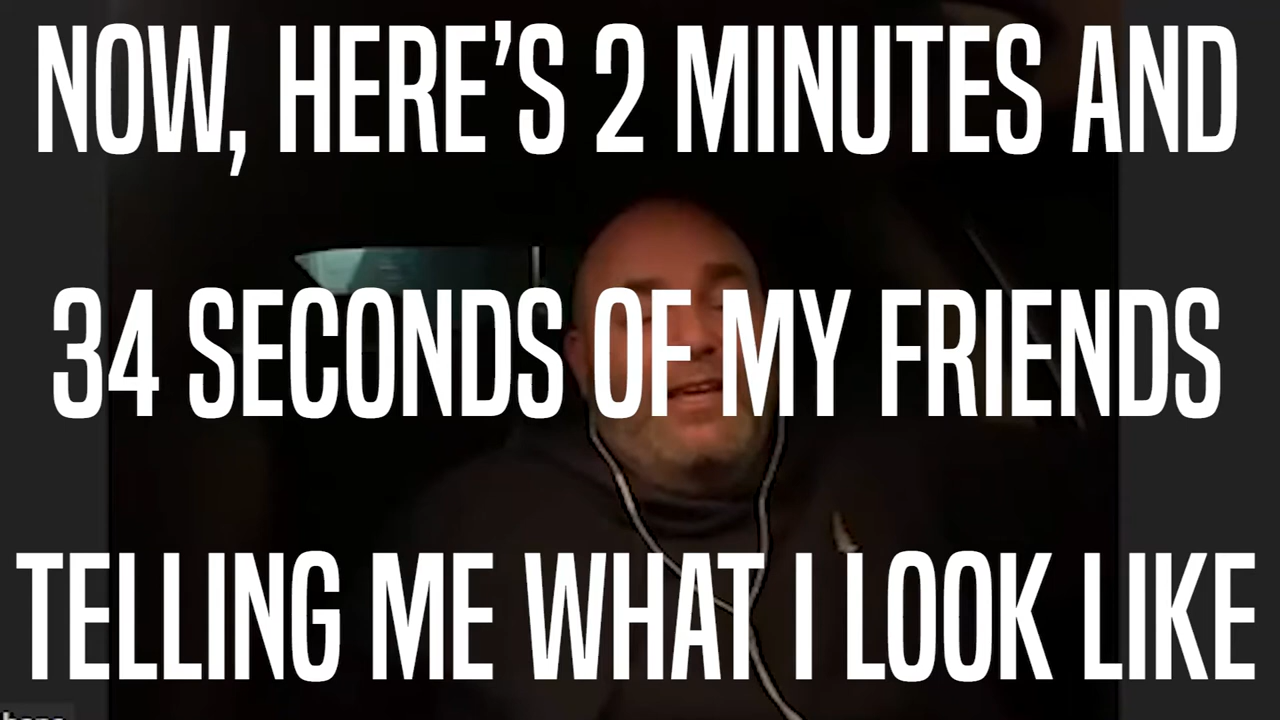 NOW, HERE’S 2 MINUTES AND
34 SECONDS OF MY FRIENDS
TELLING ME WHAT I LOOK LIKE